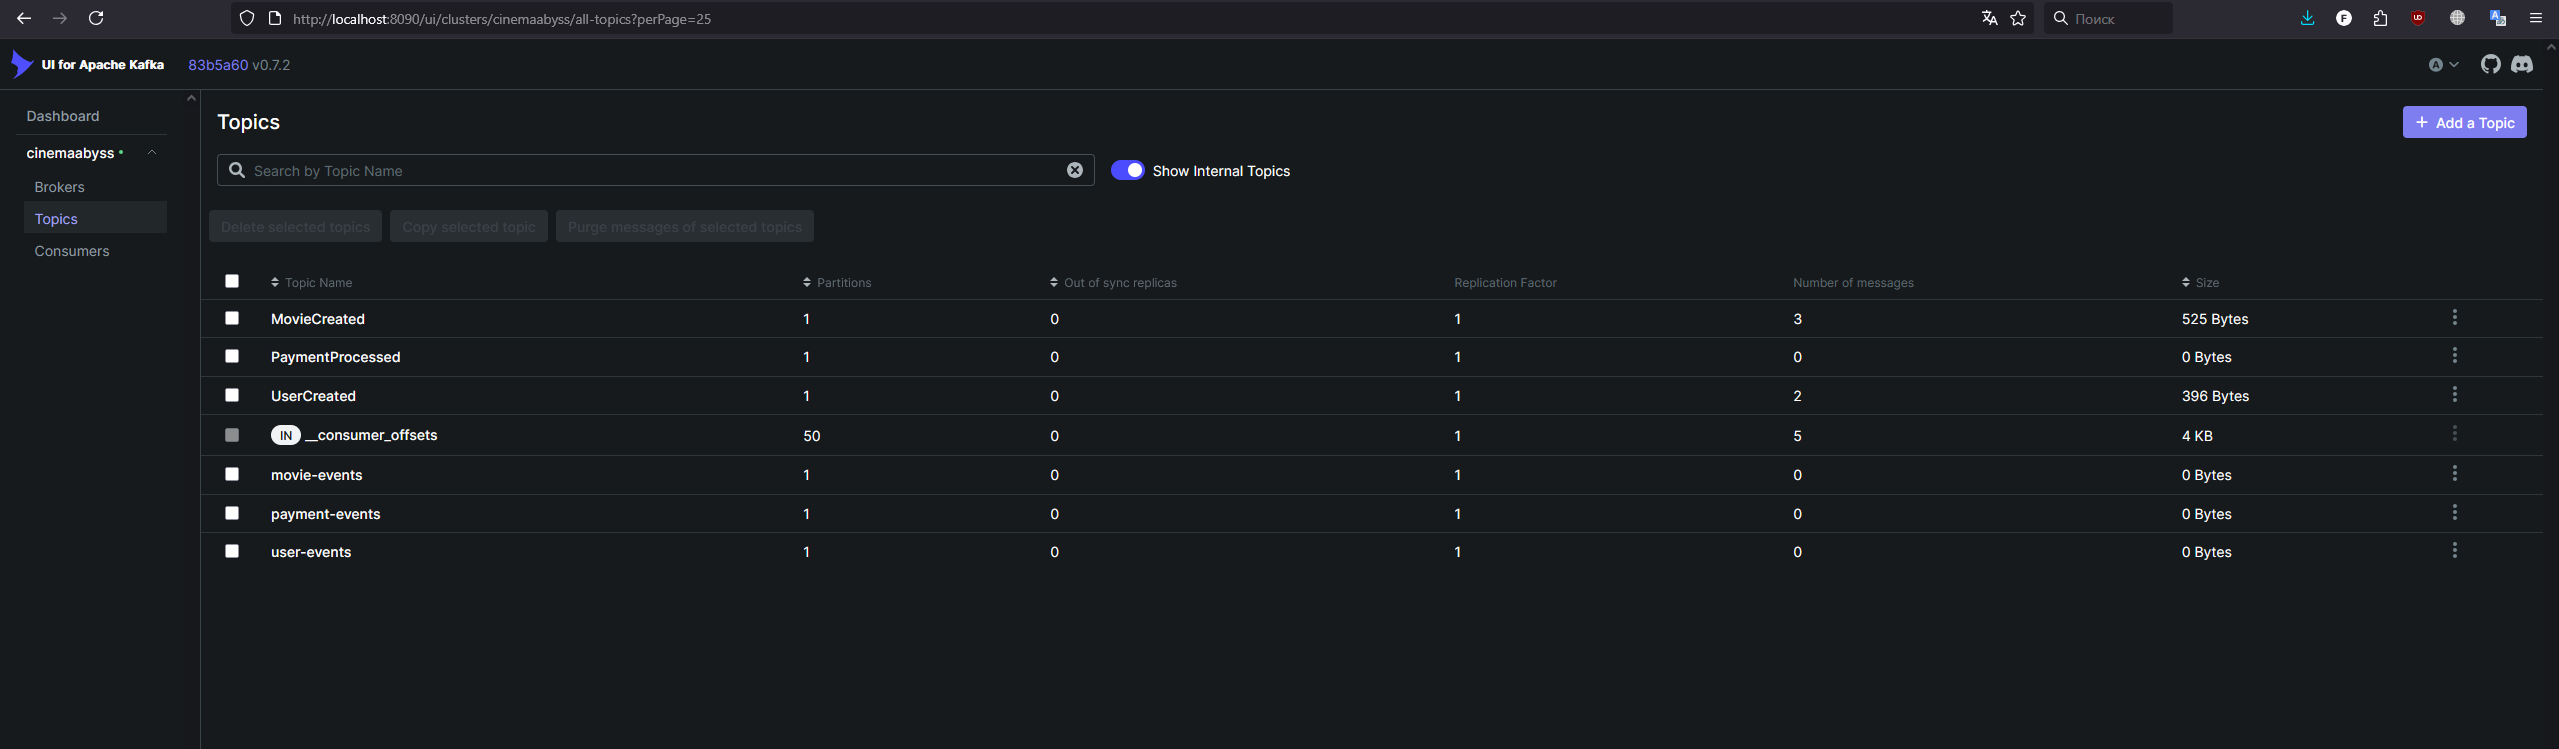 http://localhost:8090/ui/clusters/cinemaabyss/all-topics?perPage=25
Поиск
UI for Apache Kafka 83b5a60 v0.7.2
A
Dashboard
cinemaabyss
Brokers
Topics
Consumers
Topics
Add a Topic
Search by Topic Name
Show Internal Topics
Delete selected topics Copy selected topic Purge messages of selected topics
Topic Name Partitions Out of sync replicas Replication Factor Number of messages Size
MovieCreated 1 0 1 3 525 Bytes
PaymentProcessed 1 0 1 0 0 Bytes
UserCreated 1 0 1 2 396 Bytes
IN __consumer_offsets 50 0 1 5 4 KB
movie-events 1 0 1 0 0 Bytes
payment-events 1 0 1 0 0 Bytes
user-events 1 0 1 0 0 Bytes